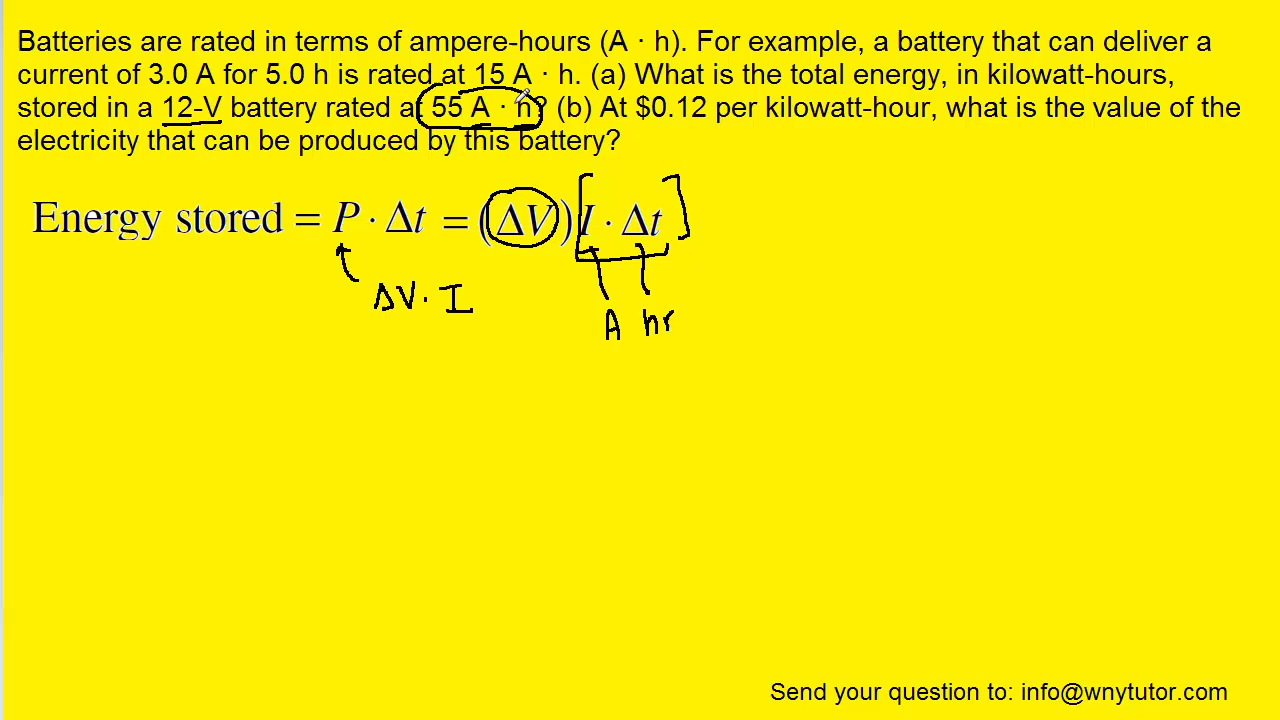 Batteries are rated in terms of ampere-hours (A · h). For example, a battery that can deliver a
current of 3.0 A for 5.0 h is rated at 15 A · h. (a) What is the total energy, in kilowatt-hours,
stored in a 12-V battery rated at 55 A · h? (b) At $0.12 per kilowatt-hour, what is the value of the
electricity that can be produced by this battery?
Energy stored = P · Δt = (ΔV)[I · Δt]
ΔV · I
A hr
Send your question to: info@wnytutor.com